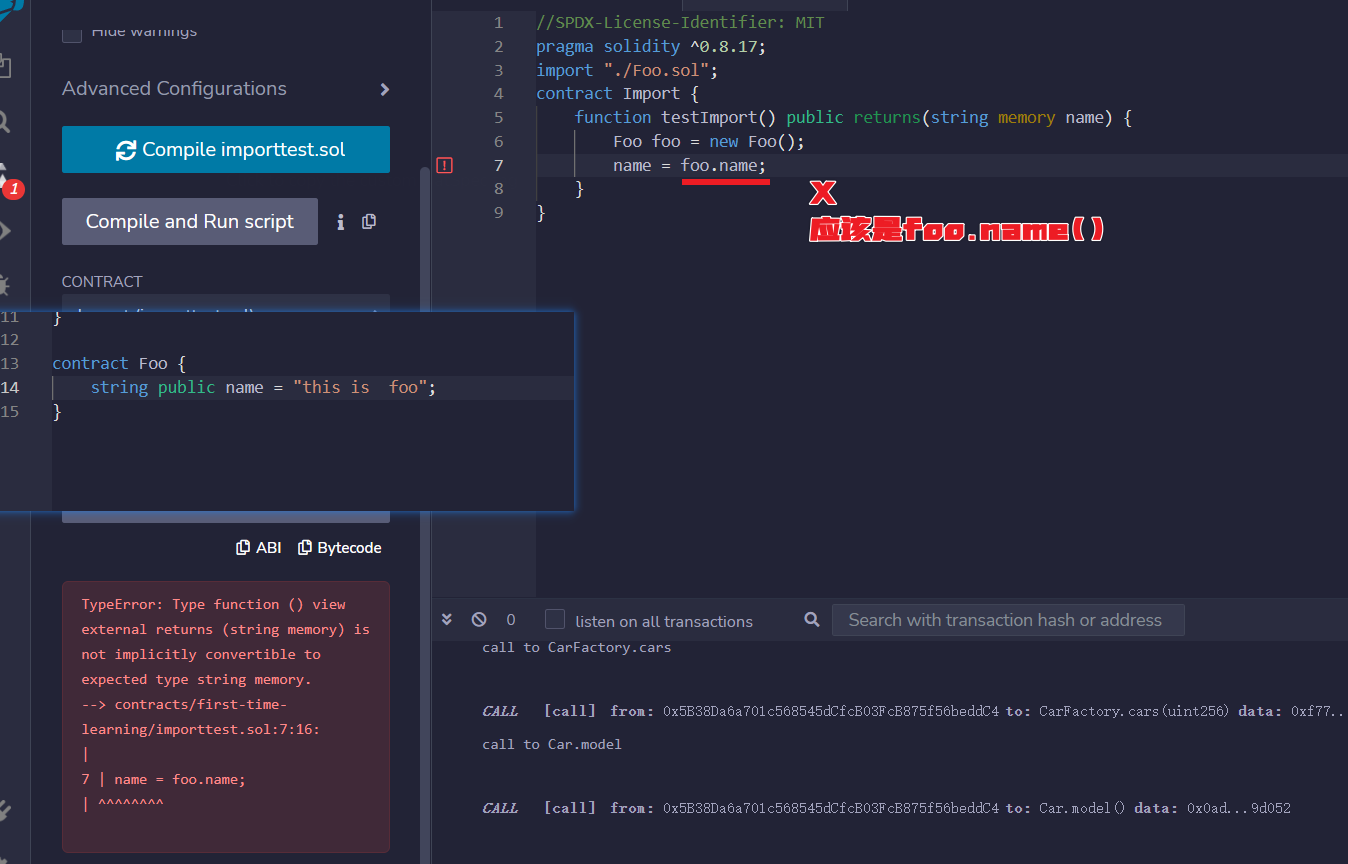 Hide warnings
Advanced Configurations
Compile importtest.sol
1
Compile and Run script
CONTRACT
11 }
12
13 contract Foo {
14 string public name = "this is  foo";
15 }
ABI Bytecode
TypeError: Type function () view
external returns (string memory) is
not implicitly convertible to
expected type string memory.
--> contracts/first-time-
learning/importtest.sol:7:16:
|
7 | name = foo.name;
| ^^^^^^^^
1 //SPDX-License-Identifier: MIT
2 pragma solidity ^0.8.17;
3 import "./Foo.sol";
4 contract Import {
5 function testImport() public returns(string memory name) {
6 Foo foo = new Foo();
7 name = foo.name;
8 }
9 }
X
应该是foo.name()
0 listen on all transactions Search with transaction hash or address
call to CarFactory.cars
CALL [call] from: 0x5B38Da6a701c568545dCfcB03FcB875f56beddC4 to: CarFactory.cars(uint256) data: 0xf77..
call to Car.model
CALL [call] from: 0x5B38Da6a701c568545dCfcB03FcB875f56beddC4 to: Car.model() data: 0x0ad...9d052